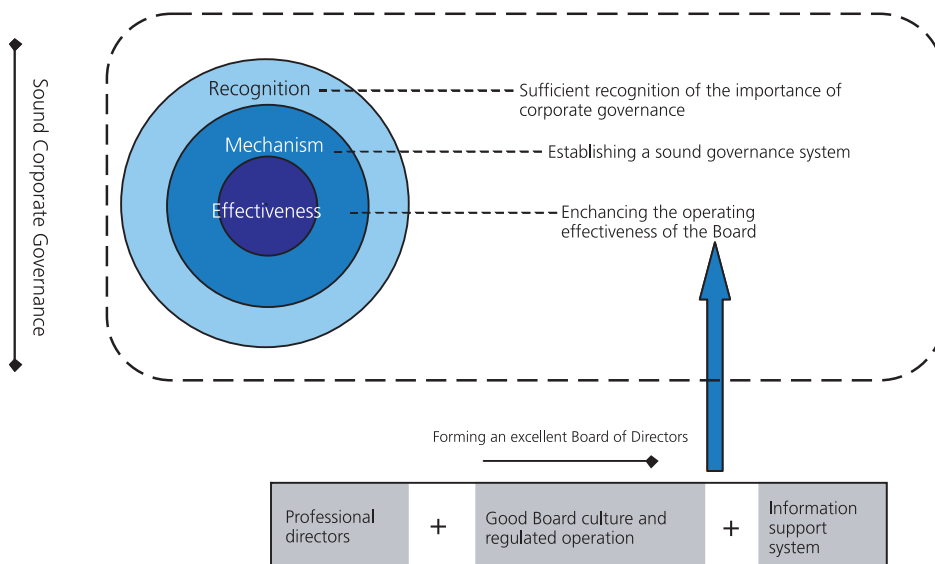 Sound Corporate Governance
Recognition
Sufficient recognition of the importance of
corporate governance
Mechanism
Establishing a sound governance system
Effectiveness
Enchancing the operating
effectiveness of the Board
Forming an excellent Board of Directors
Professional
directors
+
Good Board culture and
regulated operation
+
Information
support
system